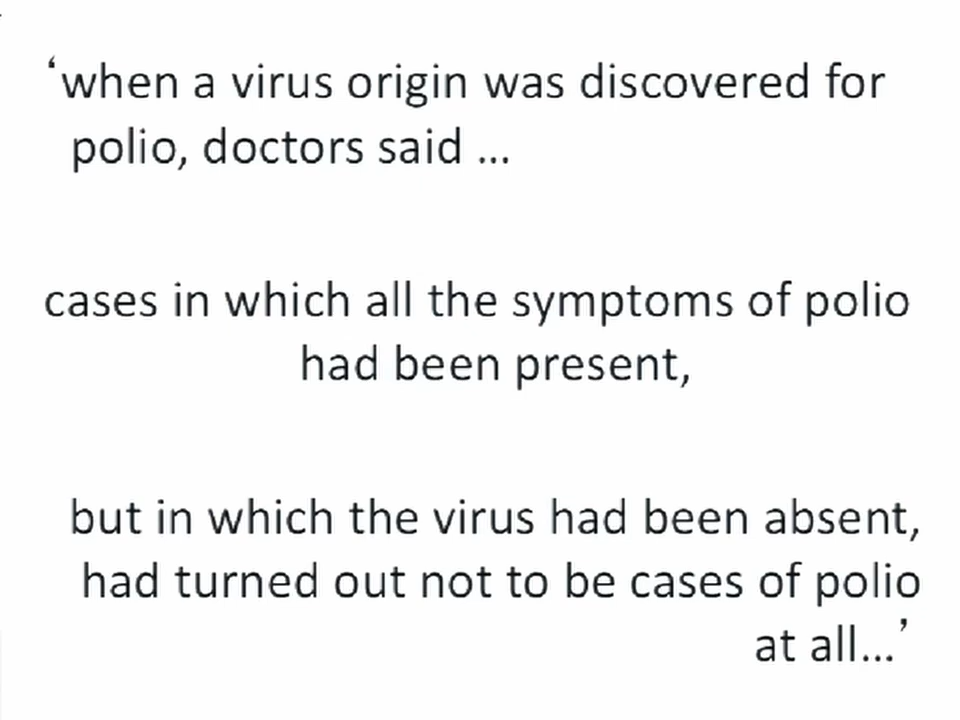 ‘when a virus origin was discovered for
polio, doctors said ...
cases in which all the symptoms of polio
had been present,
but in which the virus had been absent,
had turned out not to be cases of polio
at all...’